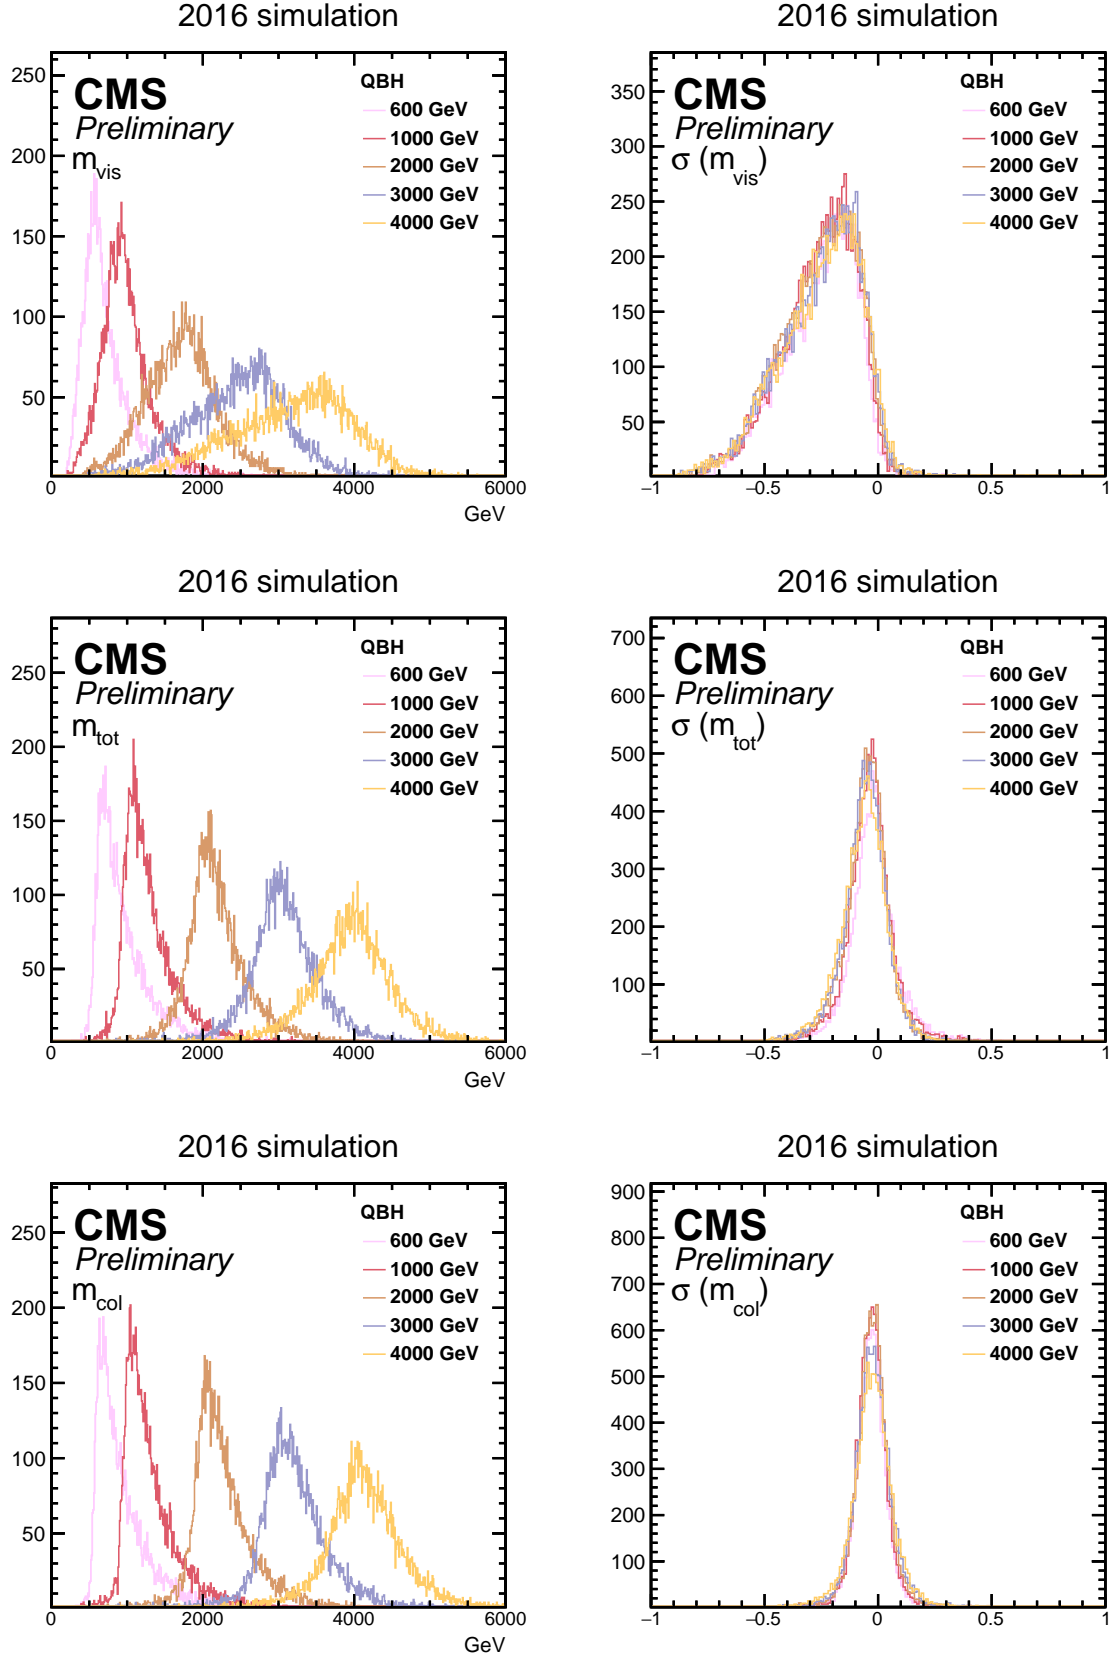 2016 simulation
CMS
Preliminary
m_vis
QBH
600 GeV
1000 GeV
2000 GeV
3000 GeV
4000 GeV
250
200
150
100
50
0 2000 4000 6000
GeV
2016 simulation
CMS
Preliminary
σ (m_vis)
QBH
600 GeV
1000 GeV
2000 GeV
3000 GeV
4000 GeV
350
300
250
200
150
100
50
−1 −0.5 0 0.5 1
2016 simulation
CMS
Preliminary
m_tot
QBH
600 GeV
1000 GeV
2000 GeV
3000 GeV
4000 GeV
250
200
150
100
50
0 2000 4000 6000
GeV
2016 simulation
CMS
Preliminary
σ (m_tot)
QBH
600 GeV
1000 GeV
2000 GeV
3000 GeV
4000 GeV
700
600
500
400
300
200
100
−1 −0.5 0 0.5 1
2016 simulation
CMS
Preliminary
m_col
QBH
600 GeV
1000 GeV
2000 GeV
3000 GeV
4000 GeV
250
200
150
100
50
0 2000 4000 6000
GeV
2016 simulation
CMS
Preliminary
σ (m_col)
QBH
600 GeV
1000 GeV
2000 GeV
3000 GeV
4000 GeV
900
800
700
600
500
400
300
200
100
−1 −0.5 0 0.5 1